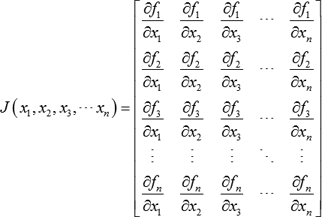 J(x₁, x₂, x₃, ⋯ xₙ) = [ ∂f₁/∂x₁ ∂f₁/∂x₂ ∂f₁/∂x₃ ⋯ ∂f₁/∂xₙ
∂f₂/∂x₁ ∂f₂/∂x₂ ∂f₂/∂x₃ ⋯ ∂f₂/∂xₙ
∂f₃/∂x₁ ∂f₃/∂x₂ ∂f₃/∂x₃ ⋯ ∂f₃/∂xₙ
⋮ ⋮ ⋮ ⋱ ⋮
∂fₙ/∂x₁ ∂fₙ/∂x₂ ∂fₙ/∂x₃ ⋯ ∂fₙ/∂xₙ ]